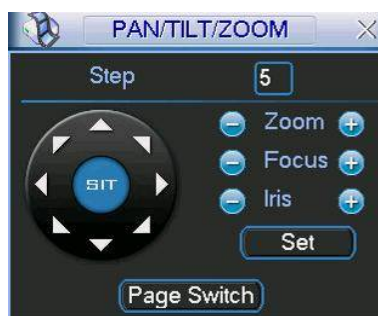 PAN/TILT/ZOOM
Step 5
Zoom
SIT
Focus
Iris
Set
Page Switch